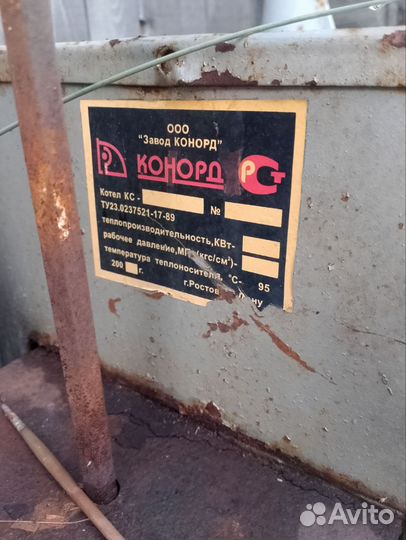 ООО
"Завод КОНОРД"
КОНОРД
РСТ
Котел КС - №
ТУ23.0237521-17-89
теплопроизводительность,КВт-
рабочее давление,МПа(кгс/см²)-
температура теплоносителя, °С- 95
200 г.
г.Ростов Дону
Avito